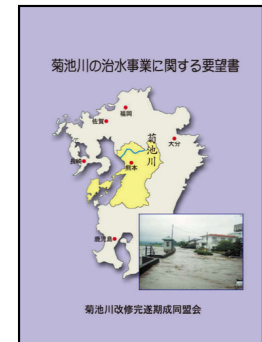 菊池川の治水事業に関する要望書
福岡
佐賀
菊池川
大分
長崎
熊本
鹿児島
菊池川改修完遂期成同盟会